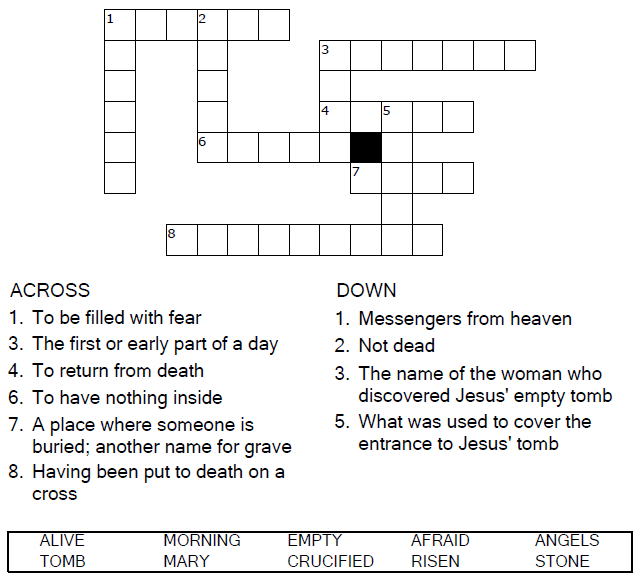 1 2
3
4 5
6
7
8
ACROSS
1. To be filled with fear
3. The first or early part of a day
4. To return from death
6. To have nothing inside
7. A place where someone is
buried; another name for grave
8. Having been put to death on a
cross
DOWN
1. Messengers from heaven
2. Not dead
3. The name of the woman who
discovered Jesus' empty tomb
5. What was used to cover the
entrance to Jesus' tomb
ALIVE MORNING EMPTY AFRAID ANGELS
TOMB MARY CRUCIFIED RISEN STONE